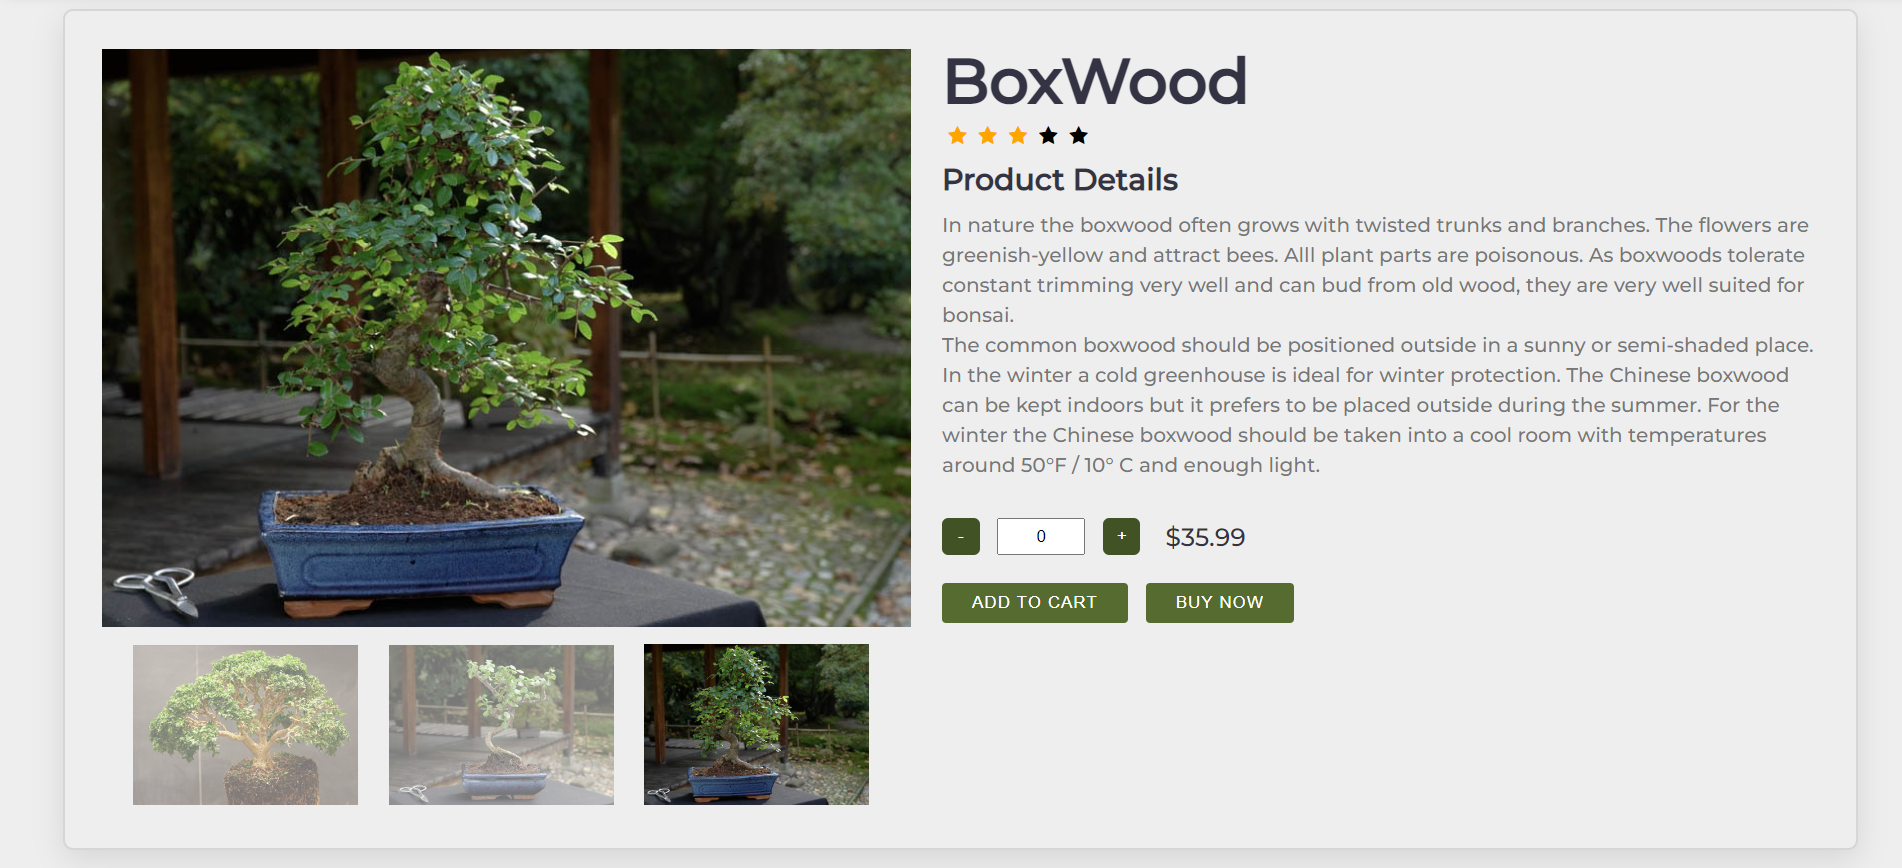 BoxWood
Product Details
In nature the boxwood often grows with twisted trunks and branches. The flowers are
greenish-yellow and attract bees. Alll plant parts are poisonous. As boxwoods tolerate
constant trimming very well and can bud from old wood, they are very well suited for
bonsai.
The common boxwood should be positioned outside in a sunny or semi-shaded place.
In the winter a cold greenhouse is ideal for winter protection. The Chinese boxwood
can be kept indoors but it prefers to be placed outside during the summer. For the
winter the Chinese boxwood should be taken into a cool room with temperatures
around 50°F / 10° C and enough light.
- 0 + $35.99
ADD TO CART BUY NOW